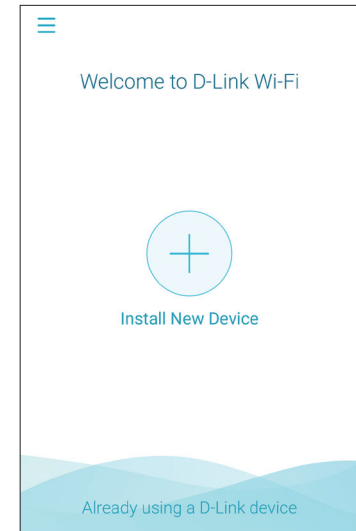 Welcome to D-Link Wi-Fi
Install New Device
Already using a D-Link device